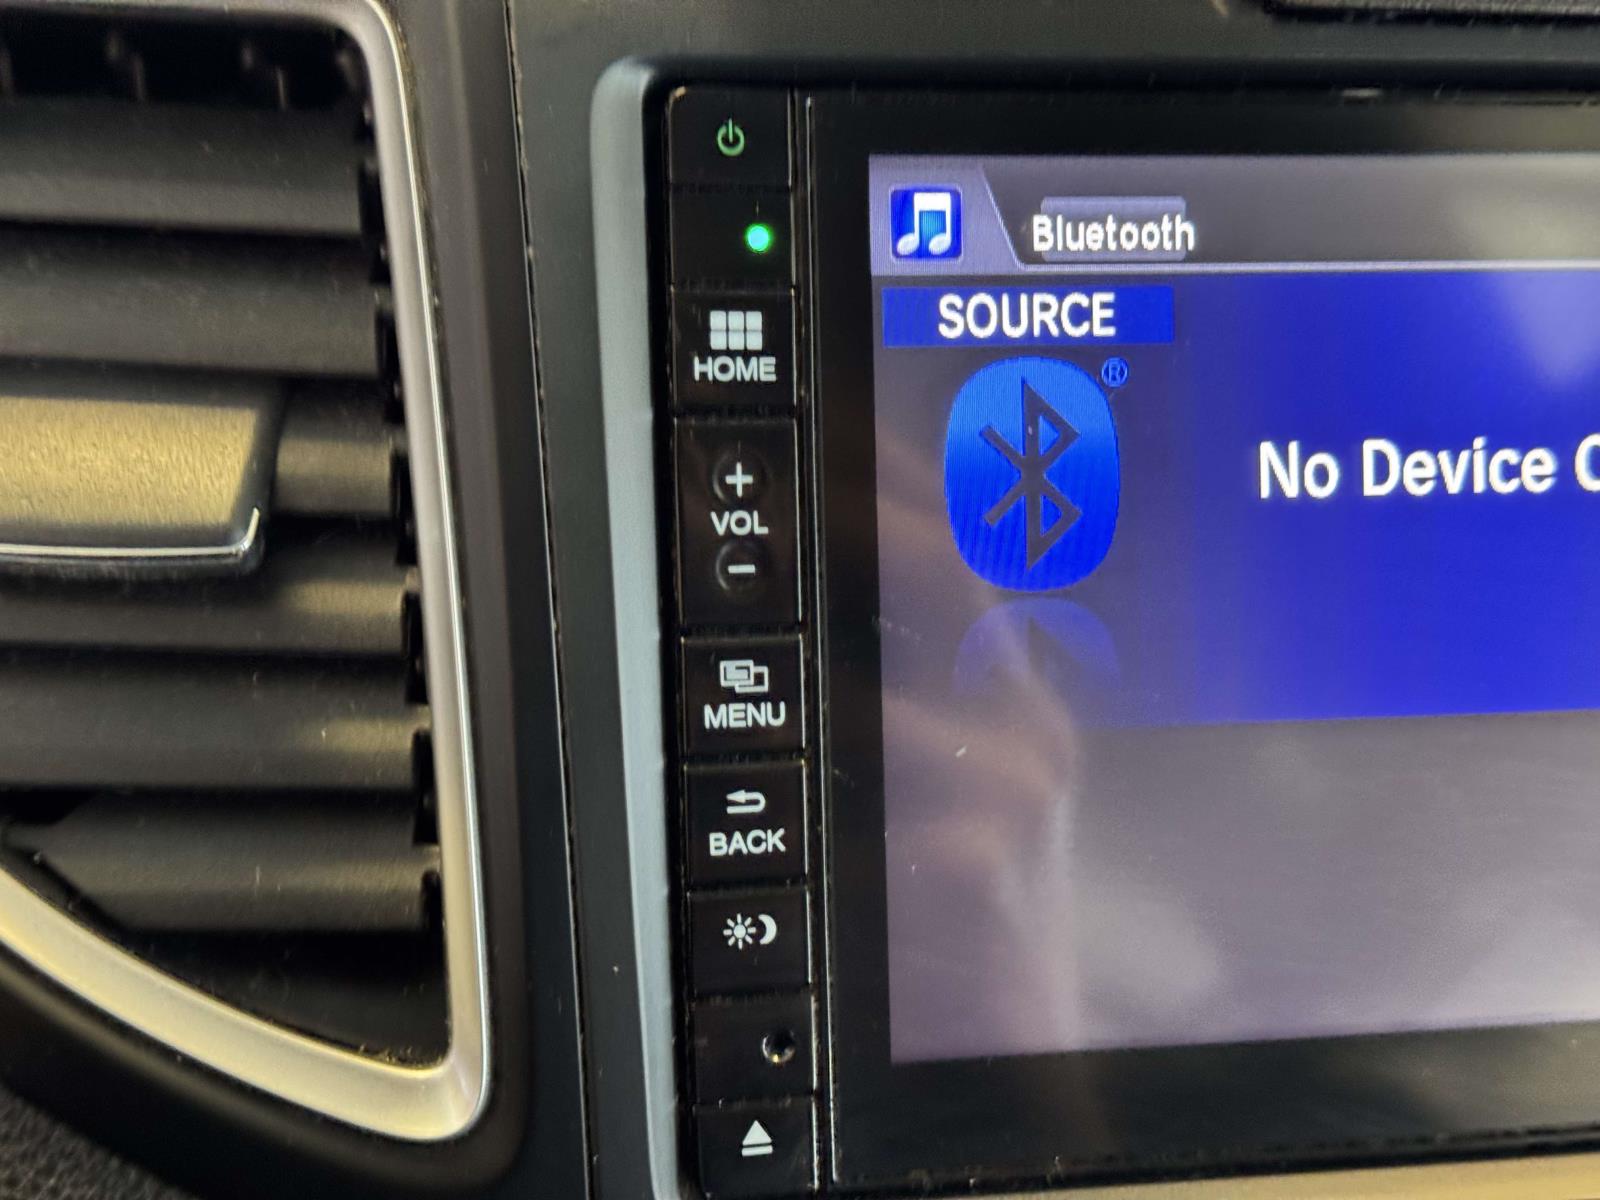 Bluetooth
SOURCE
®
No Device
HOME
+
VOL
-
MENU
BACK